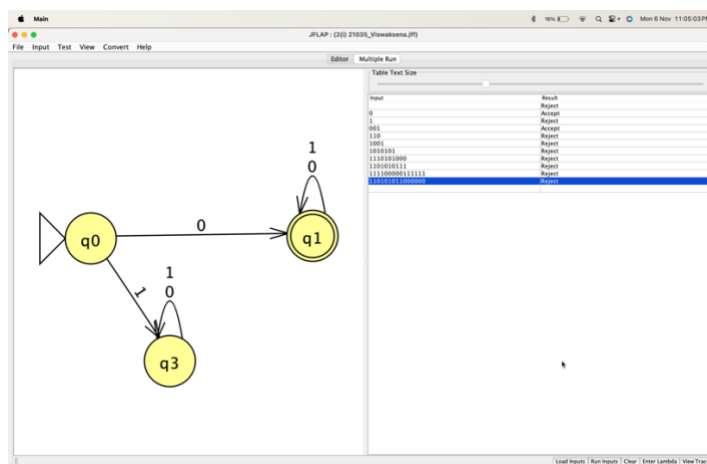 Main
16%
Mon 6 Nov 11:05:03 PM
JFLAP : (2(i) 21035_Viswaksena.jff)
File Input Test View Convert Help
Editor Multiple Run
Table Text Size
Input Result
Reject
0 Accept
1 Reject
001 Accept
110 Reject
1001 Reject
1010101 Reject
1110101000 Reject
1101010111 Reject
111100000111111 Reject
110101011000000 Reject
1
0
q0
0
q1
1
1
0
q3
Load Inputs Run Inputs Clear Enter Lambda View Trac